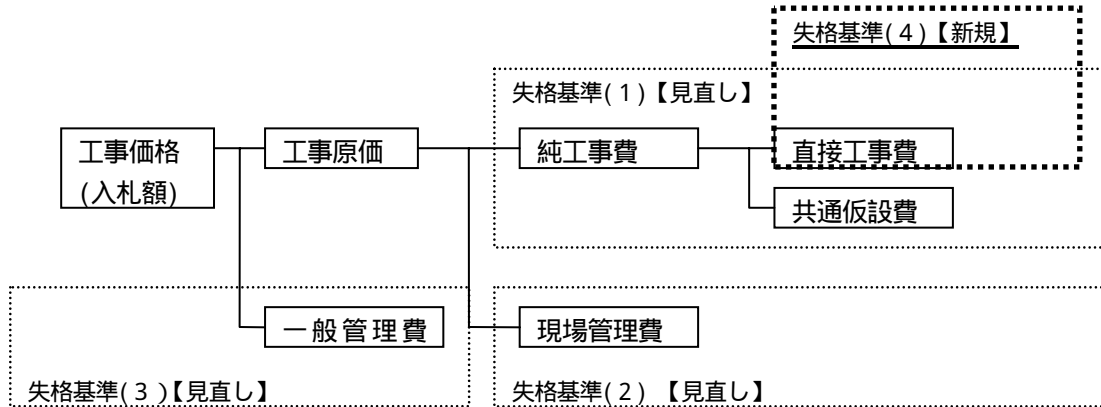 失格基準(４)【新規】
失格基準(１)【見直し】
工事価格
(入札額)
工事原価
純工事費
直接工事費
共通仮設費
一般管理費
現場管理費
失格基準(３)【見直し】
失格基準(２) 【見直し】